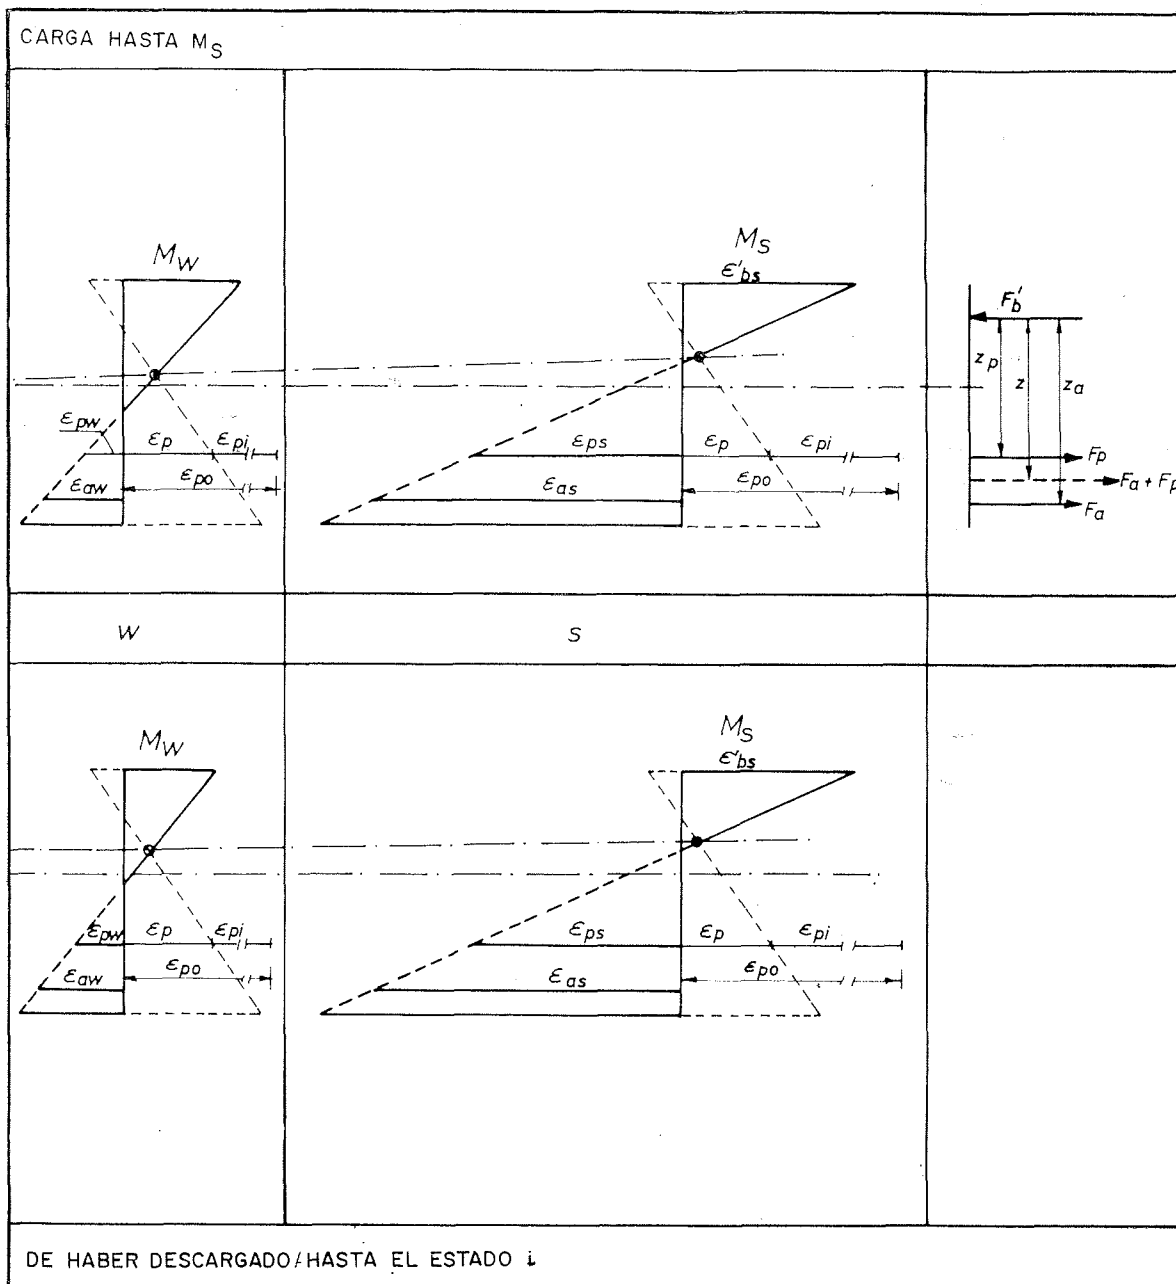 CARGA HASTA M_S
M_W
M_S
ε'_bs
F'_b
z_p
z
z_a
ε_pw
ε_p
ε_pi
ε_ps
ε_p
ε_pi
F_p
ε_aw
ε_po
ε_as
ε_po
F_a + F_p
F_a
W
S
M_W
M_S
ε'_bs
ε_pw
ε_p
ε_pi
ε_ps
ε_p
ε_pi
ε_aw
ε_po
ε_as
ε_po
DE HABER DESCARGADO/HASTA EL ESTADO i